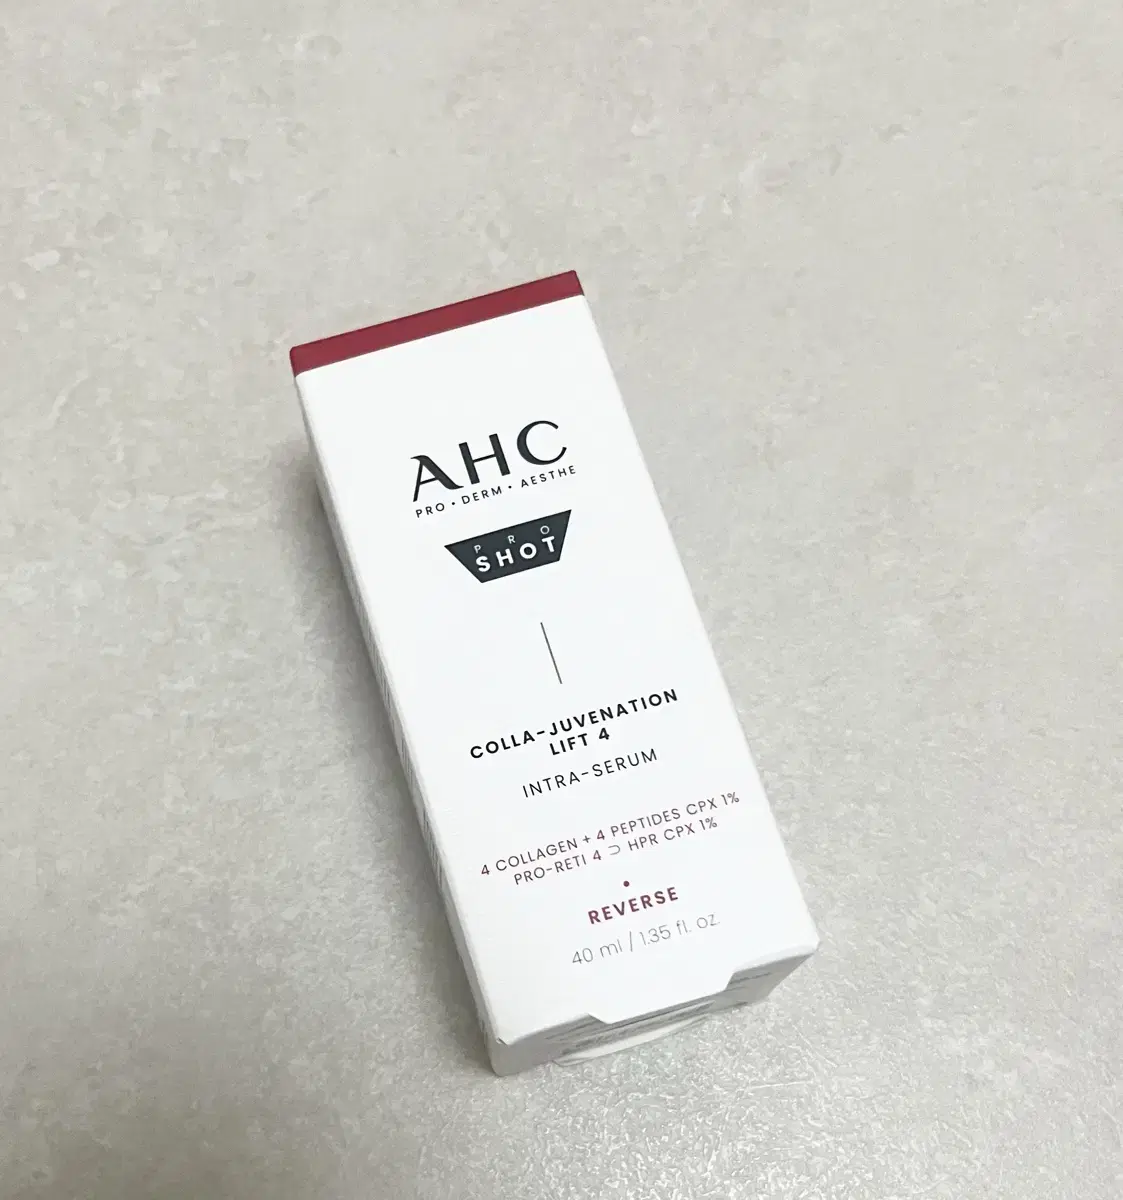 AHC
PRO • DERM • AESTHE
PRO
SHOT
COLLA-JUVENATION
LIFT 4
INTRA-SERUM
4 COLLAGEN + 4 PEPTIDES CPX 1%
PRO-RETI 4 ⊃ HPR CPX 1%
•
REVERSE
40 ml / 1.35 fl. oz.